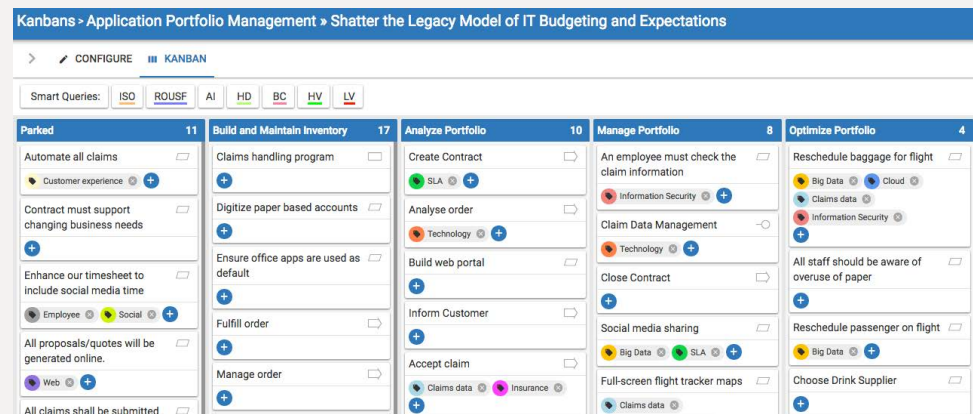 Kanbans > Application Portfolio Management » Shatter the Legacy Model of IT Budgeting and Expectations
CONFIGURE
KANBAN
Smart Queries:
ISO
ROUSF
AI
HD
BC
HV
LV
Parked 11
Automate all claims
Customer experience
Contract must support
changing business needs
Enhance our timesheet to
include social media time
Employee
Social
All proposals/quotes will be
generated online.
Web
All claims shall be submitted
Build and Maintain Inventory 17
Claims handling program
Digitize paper based accounts
Ensure office apps are used as
default
Fulfill order
Manage order
Analyze Portfolio 10
Create Contract
SLA
Analyse order
Technology
Build web portal
Inform Customer
Accept claim
Claims data
Insurance
Manage Portfolio 8
An employee must check the
claim information
Information Security
Claim Data Management
Technology
Close Contract
Social media sharing
Big Data
SLA
Full-screen flight tracker maps
Claims data
Optimize Portfolio 4
Reschedule baggage for flight
Big Data
Cloud
Claims data
Information Security
All staff should be aware of
overuse of paper
Reschedule passenger on flight
Big Data
Choose Drink Supplier